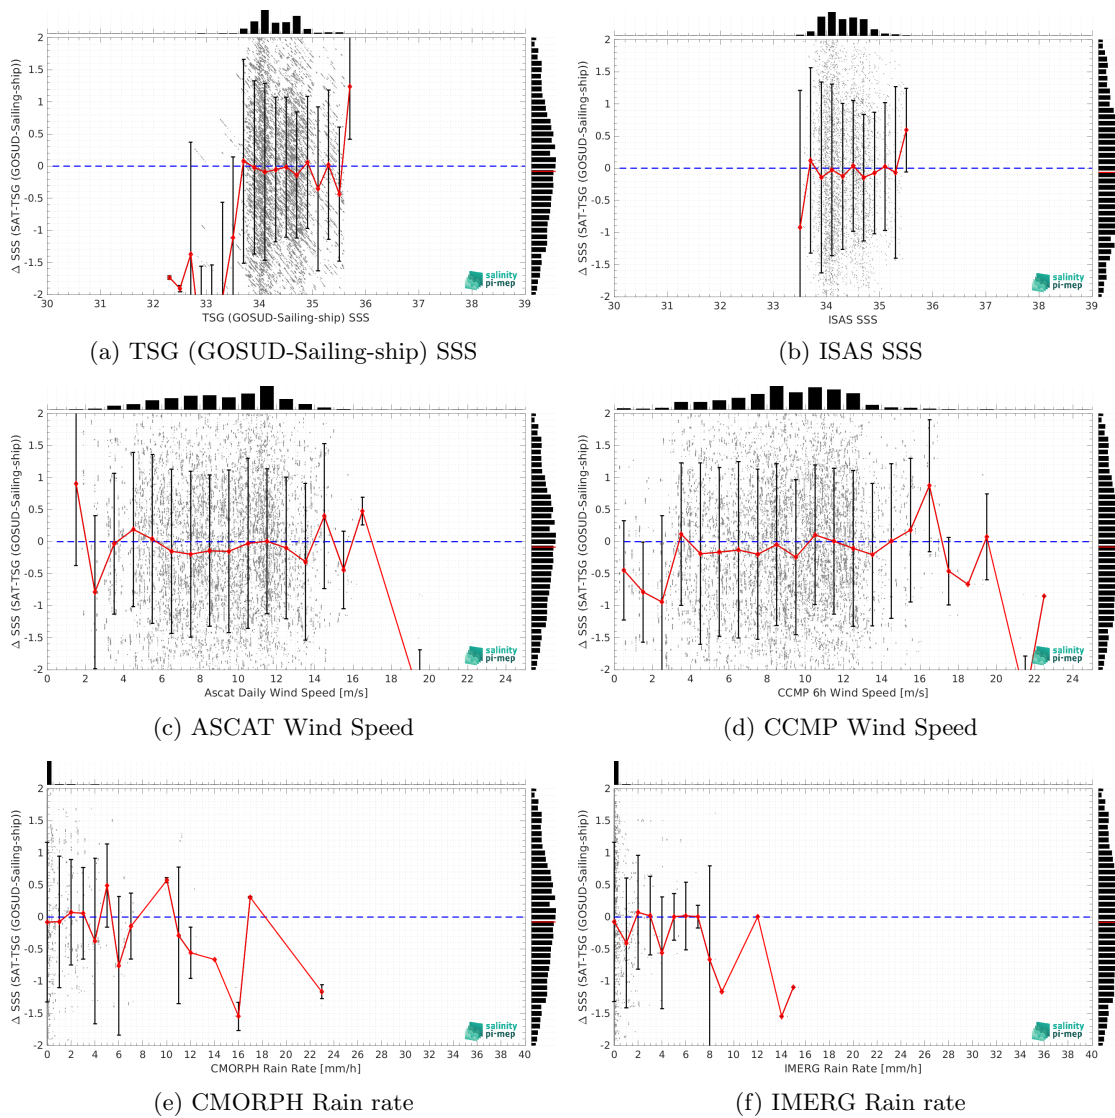 2
1.5
1
0.5
0
-0.5
-1
-1.5
-2
Δ SSS (SAT-TSG (GOSUD-Sailing-ship))
30 31 32 33 34 35 36 37 38 39
TSG (GOSUD-Sailing-ship) SSS
salinity
pi-mep
(a) TSG (GOSUD-Sailing-ship) SSS
2
1.5
1
0.5
0
-0.5
-1
-1.5
-2
Δ SSS (SAT-TSG (GOSUD-Sailing-ship))
30 31 32 33 34 35 36 37 38 39
ISAS SSS
salinity
pi-mep
(b) ISAS SSS
2
1.5
1
0.5
0
-0.5
-1
-1.5
-2
Δ SSS (SAT-TSG (GOSUD-Sailing-ship))
0 2 4 6 8 10 12 14 16 18 20 22 24
Ascat Daily Wind Speed [m/s]
salinity
pi-mep
(c) ASCAT Wind Speed
2
1.5
1
0.5
0
-0.5
-1
-1.5
-2
Δ SSS (SAT-TSG (GOSUD-Sailing-ship))
0 2 4 6 8 10 12 14 16 18 20 22 24
CCMP 6h Wind Speed [m/s]
salinity
pi-mep
(d) CCMP Wind Speed
2
1.5
1
0.5
0
-0.5
-1
-1.5
-2
Δ SSS (SAT-TSG (GOSUD-Sailing-ship))
0 2 4 6 8 10 12 14 16 18 20 22 24 26 28 30 32 34 36 38 40
CMORPH Rain Rate [mm/h]
salinity
pi-mep
(e) CMORPH Rain rate
2
1.5
1
0.5
0
-0.5
-1
-1.5
-2
Δ SSS (SAT-TSG (GOSUD-Sailing-ship))
0 2 4 6 8 10 12 14 16 18 20 22 24 26 28 30 32 34 36 38 40
IMERG Rain Rate [mm/h]
salinity
pi-mep
(f) IMERG Rain rate